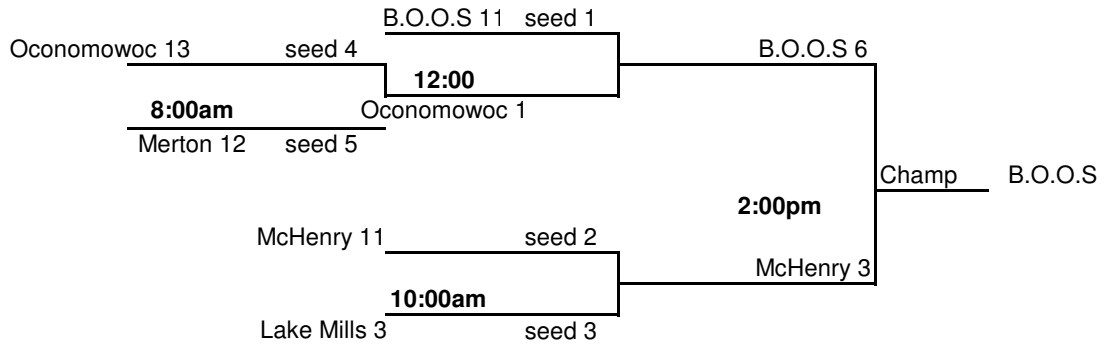 B.O.O.S 11 seed 1
Oconomowoc 13 seed 4 B.O.O.S 6
12:00
8:00am Oconomowoc 1
Merton 12 seed 5
Champ B.O.O.S
2:00pm
McHenry 11 seed 2
McHenry 3
10:00am
Lake Mills 3 seed 3